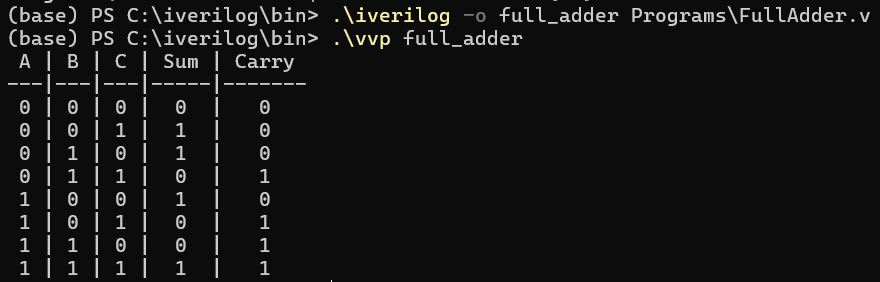 (base) PS C:\iverilog\bin> .\iverilog -o full_adder Programs\FullAdder.v
(base) PS C:\iverilog\bin> .\vvp full_adder
 A | B | C | Sum | Carry
---|---|---|-----|-------
 0 | 0 | 0 |  0  |   0
 0 | 0 | 1 |  1  |   0
 0 | 1 | 0 |  1  |   0
 0 | 1 | 1 |  0  |   1
 1 | 0 | 0 |  1  |   0
 1 | 0 | 1 |  0  |   1
 1 | 1 | 0 |  0  |   1
 1 | 1 | 1 |  1  |   1